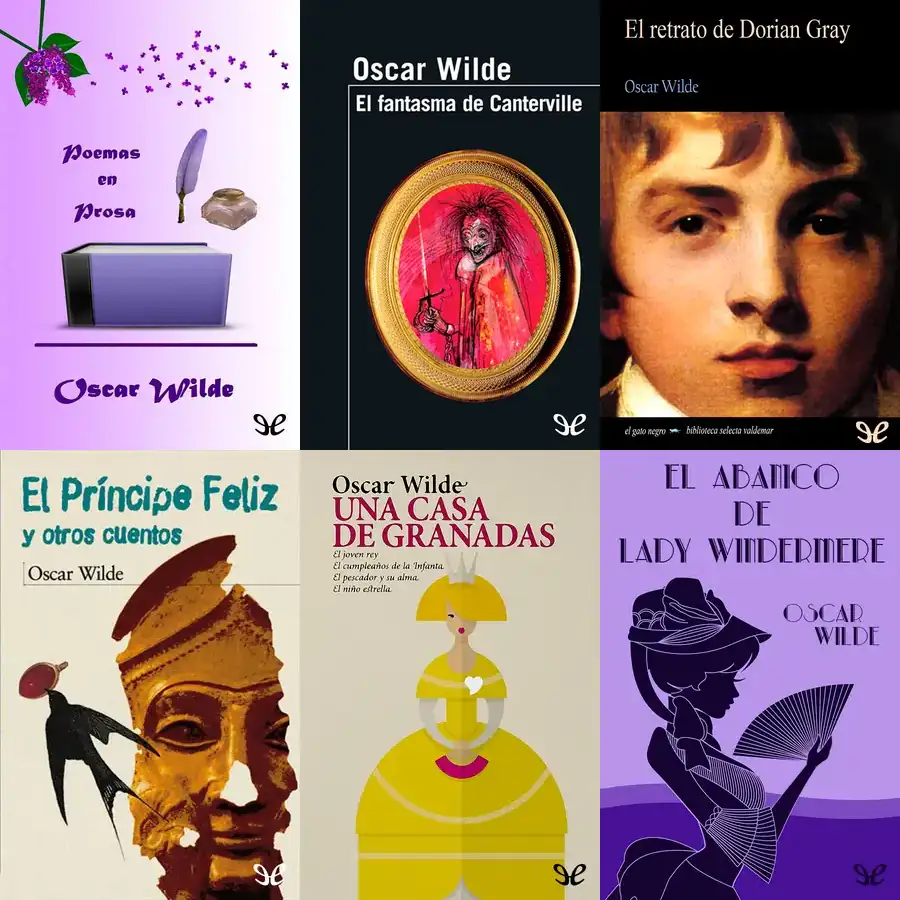 Poemas
en
Prosa
Oscar Wilde
Oscar Wilde
El fantasma de Canterville
El retrato de Dorian Gray
Oscar Wilde
el gato negro
biblioteca selecta valdemar
El Príncipe Feliz
y otros cuentos
Oscar Wilde
Oscar Wilde
UNA CASA
DE GRANADAS
El joven rey
El cumpleaños de la Infanta.
El pescador y su alma.
El niño estrella.
EL ABANICO
DE
LADY WINDERMERE
OSCAR
WILDE